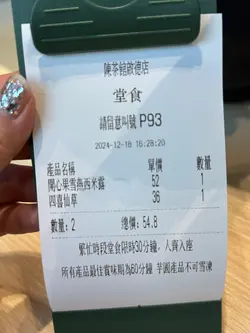 陳茶館啟德店
堂食
請留意叫號 P93
2024-12-18 16:28:20
產品名稱 單價 數量
開心果雪燕西米露 52 1
四喜仙草 36 1
數量: 2 總價: 54.8
繁忙時段堂食限時30分鐘，人齊入座
所有產品最佳賞味期為60分鐘 芋圓產品不可雪凍